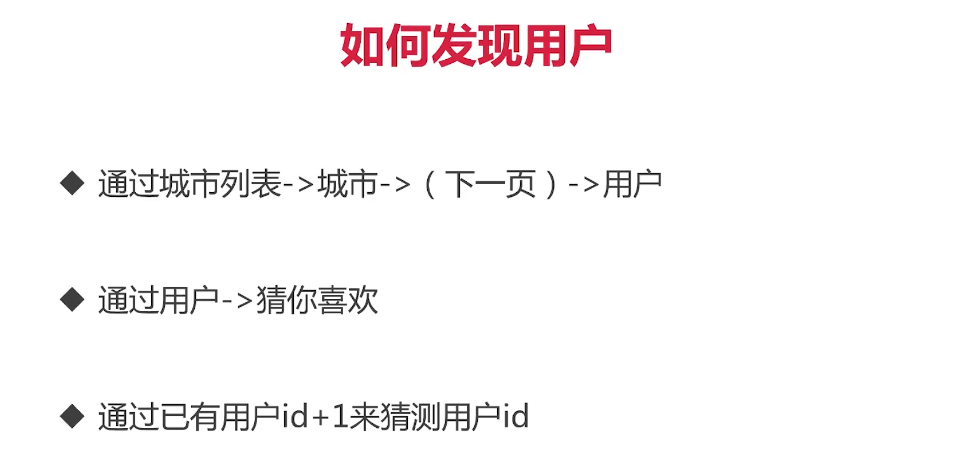 如何发现用户
◆ 通过城市列表->城市->（下一页）->用户
◆ 通过用户->猜你喜欢
◆ 通过已有用户id+1来猜测用户id